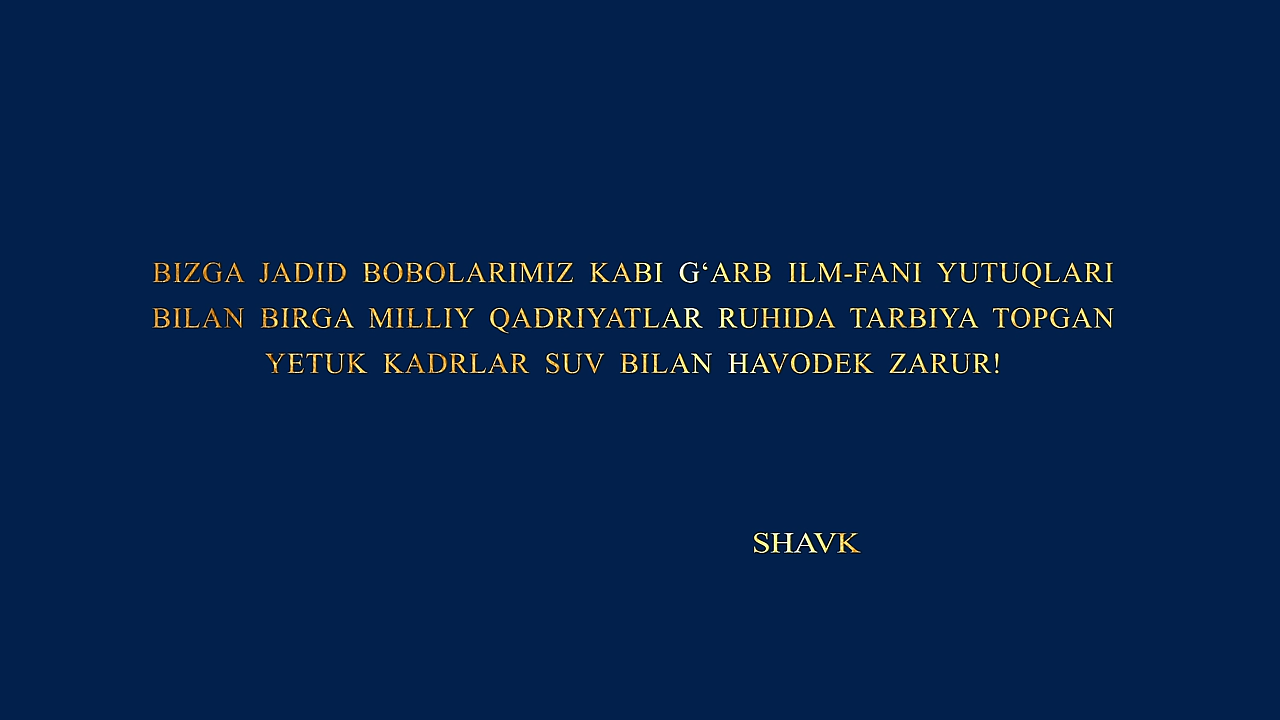 BIZGA JADID BOBOLARIMIZ KABI G‘ARB ILM-FANI YUTUQLARI
BILAN BIRGA MILLIY QADRIYATLAR RUHIDA TARBIYA TOPGAN
YETUK KADRLAR SUV BILAN HAVODEK ZARUR!
SHAVK